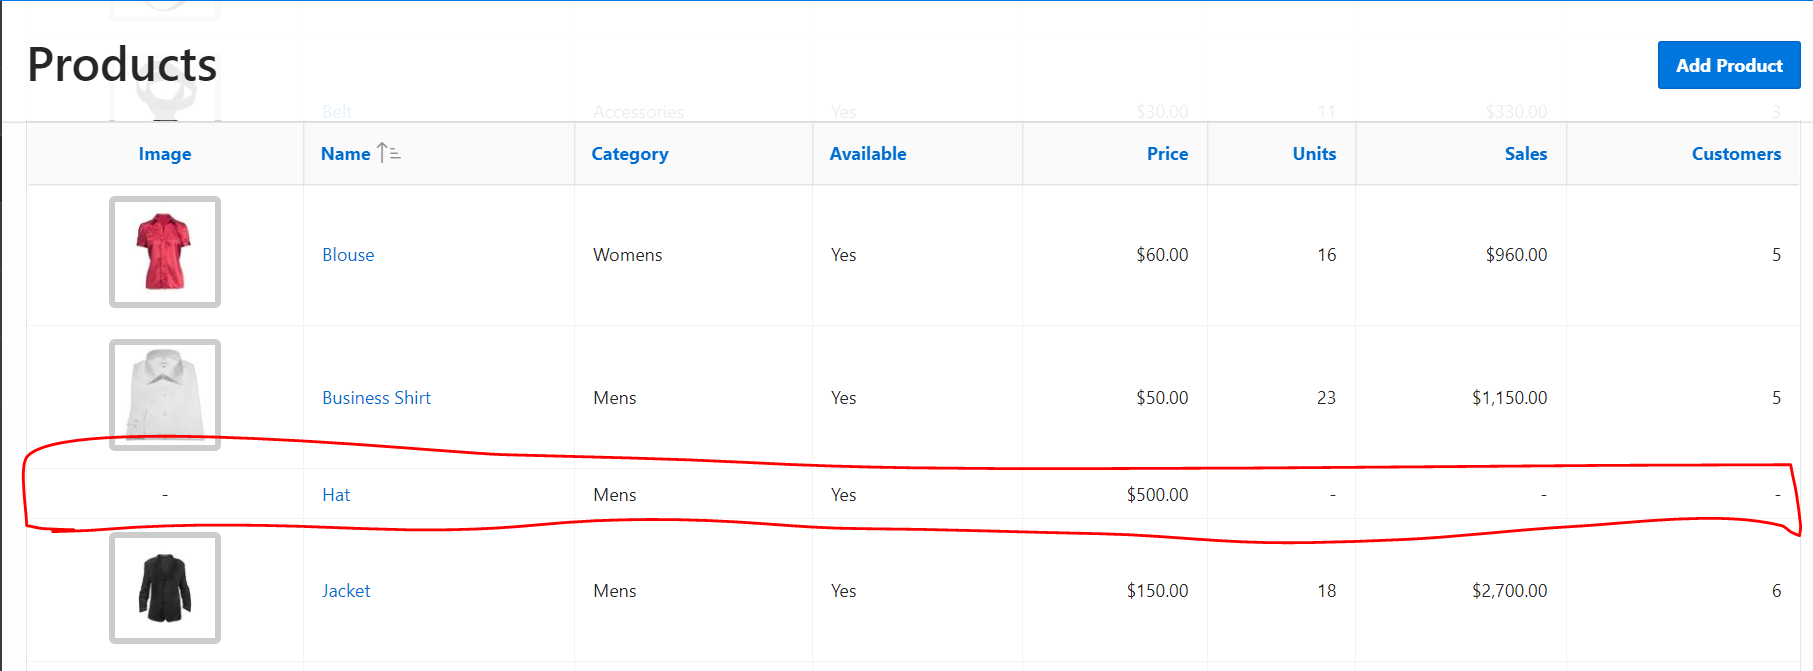 Products
Add Product
Belt Accessories Yes $30.00 11 $330.00 3
Image Name Category Available Price Units Sales Customers
Blouse Womens Yes $60.00 16 $960.00 5
Business Shirt Mens Yes $50.00 23 $1,150.00 5
- Hat Mens Yes $500.00 - - -
Jacket Mens Yes $150.00 18 $2,700.00 6